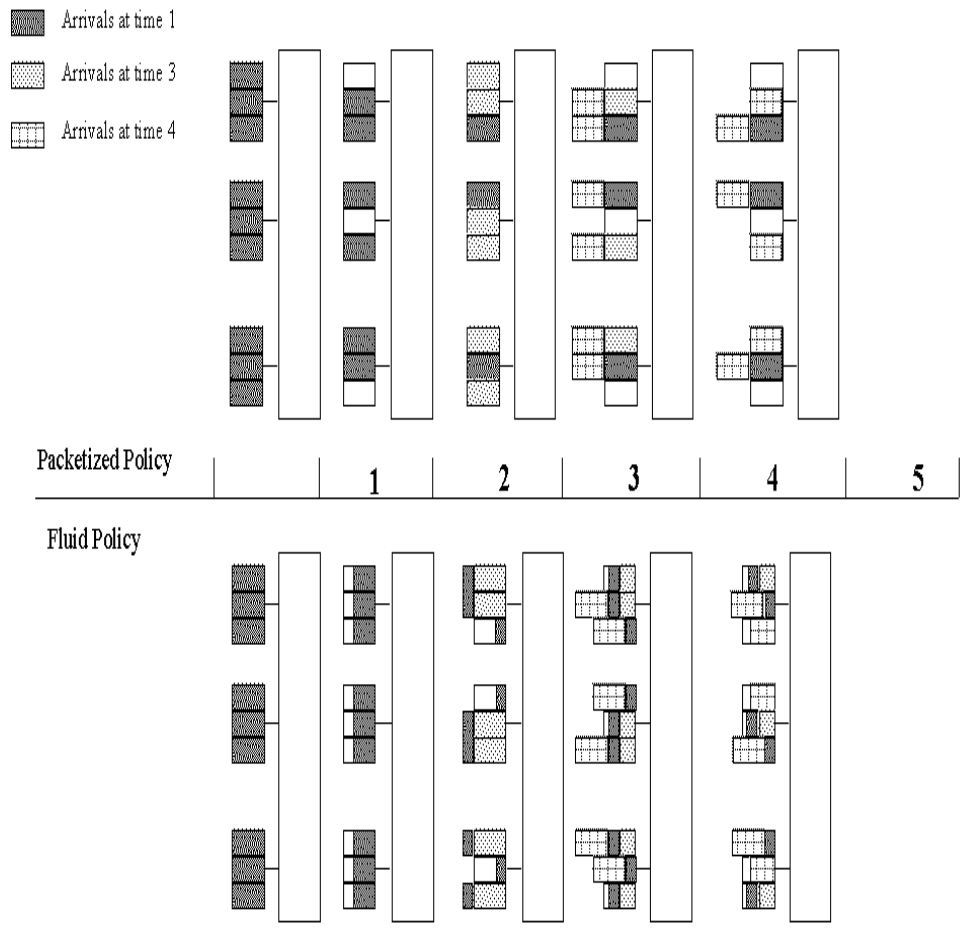 Arrivals at time 1
Arrivals at time 3
Arrivals at time 4
Packetized Policy
1 2 3 4 5
Fluid Policy